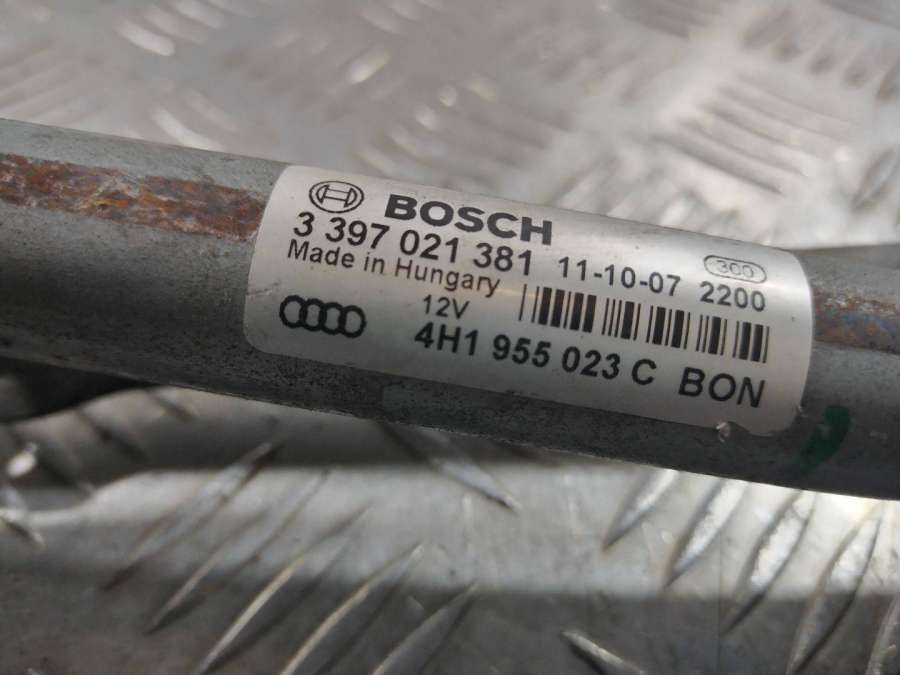 BOSCH
3 397 021 381 11-10-07 2200
300
Made in Hungary
12V
4H1 955 023 C BON